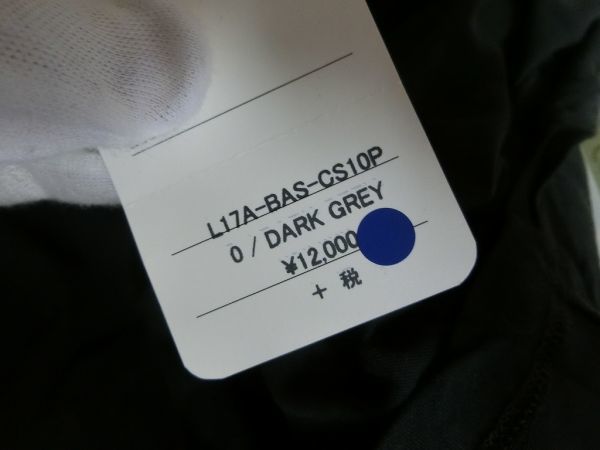 L17A-BAS-CS10P
0 / DARK GREY
¥12,000
+ 税